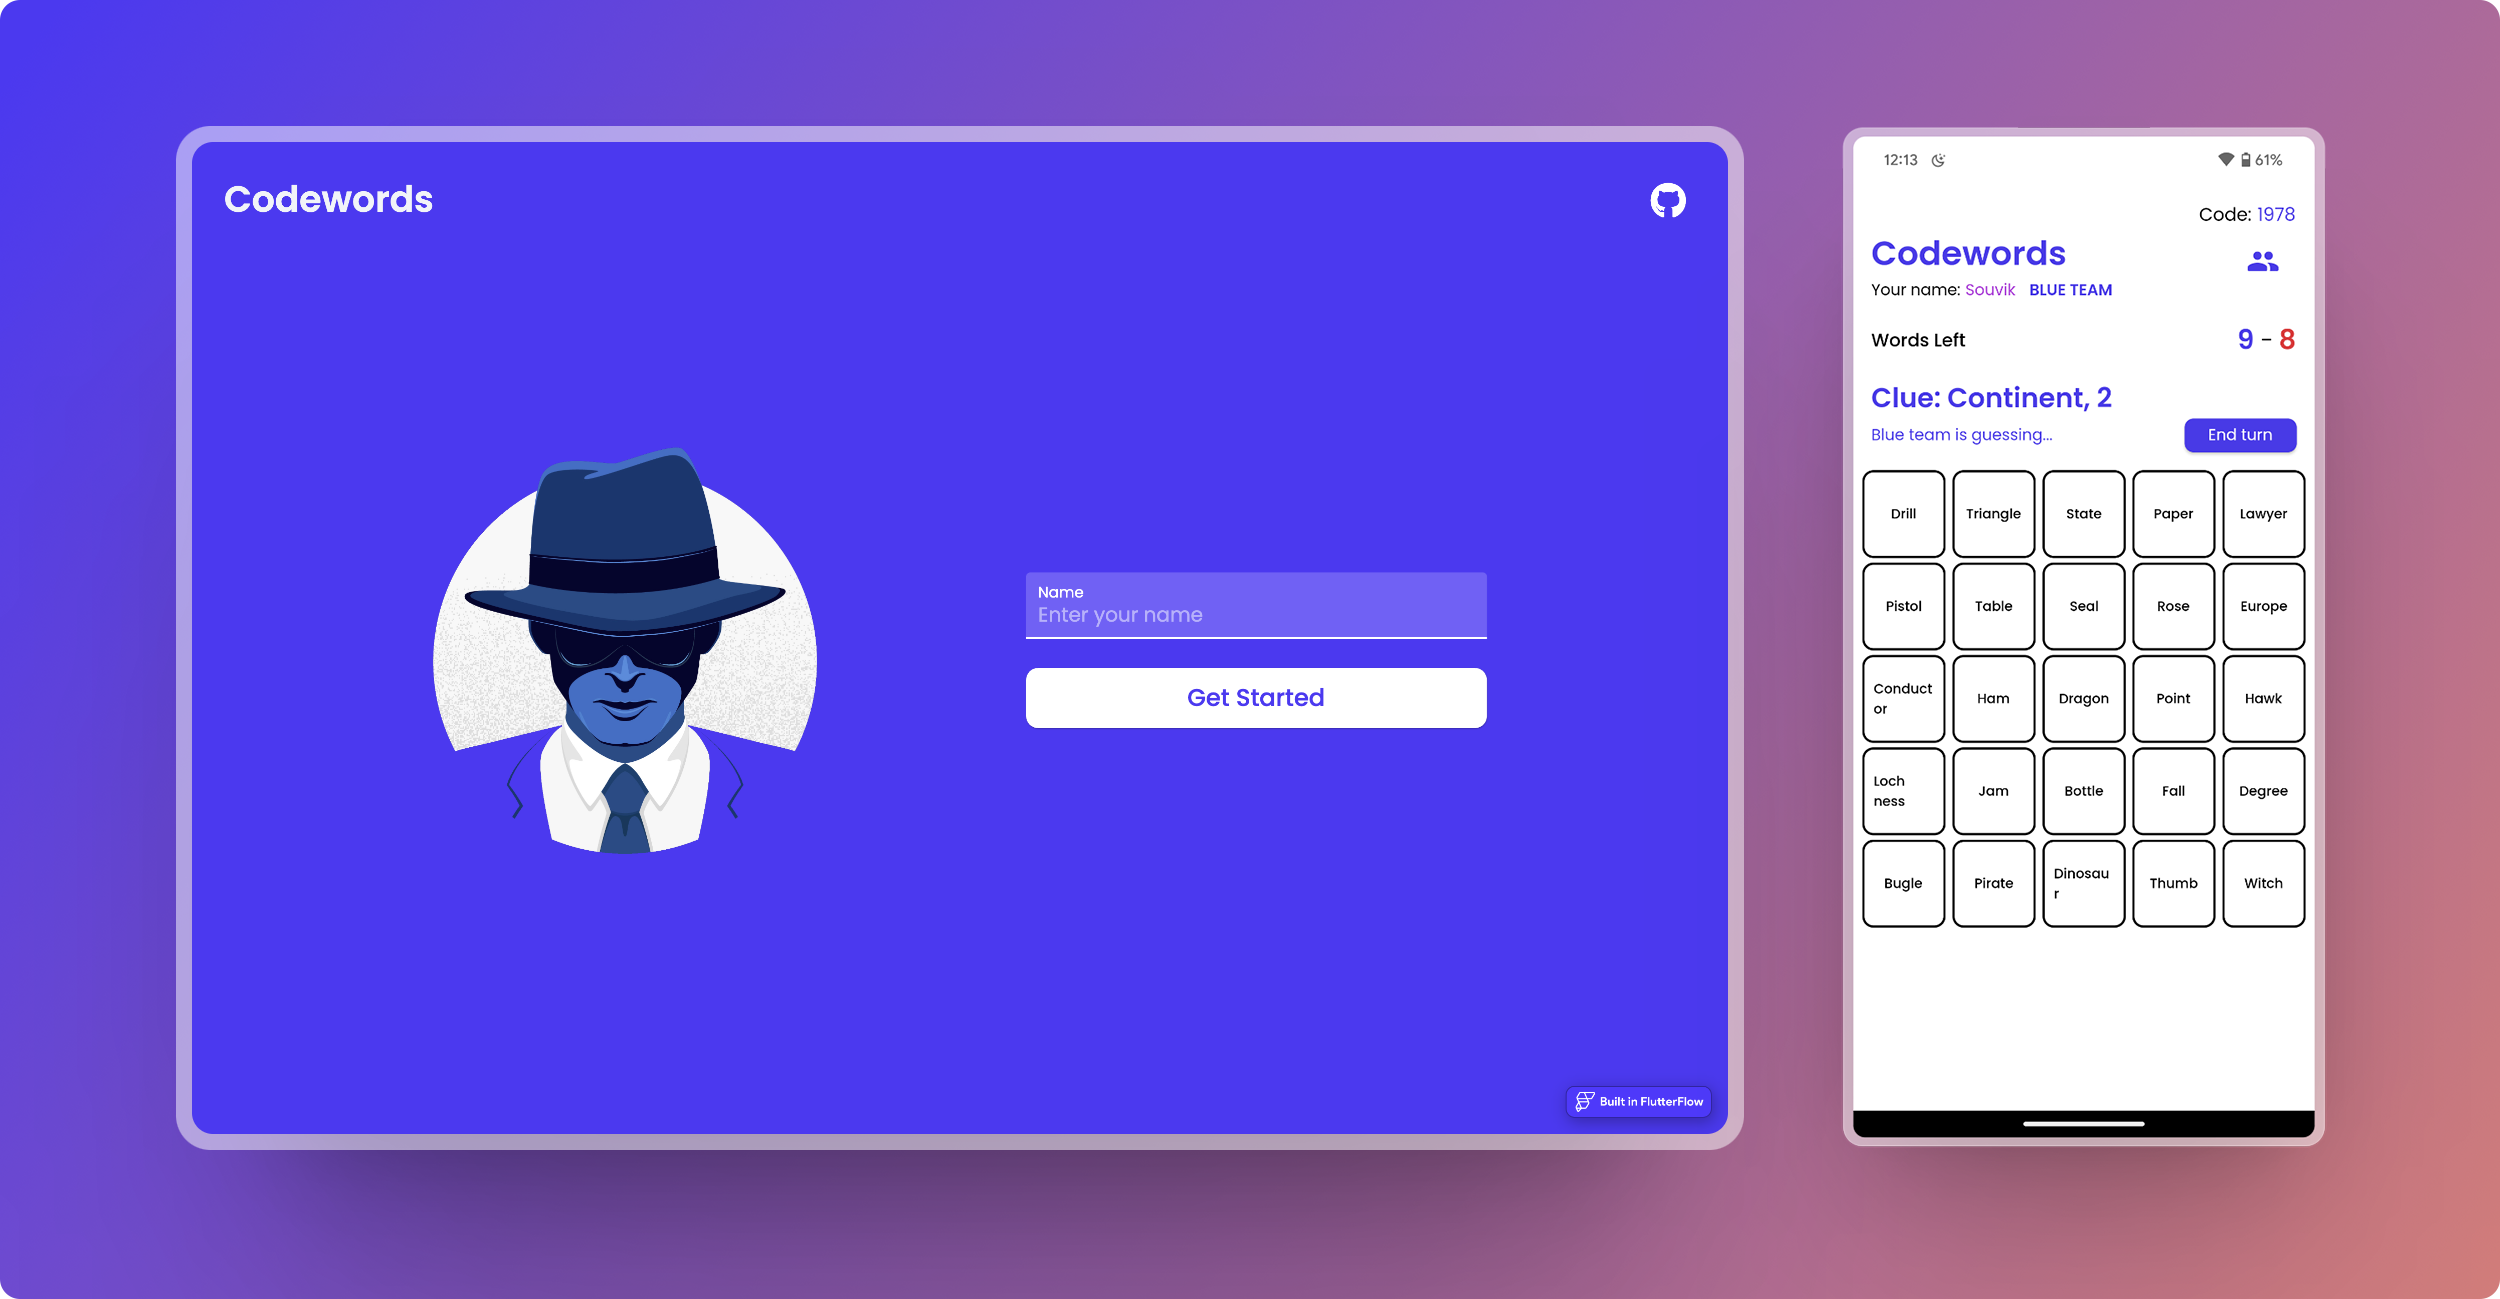 Codewords
Name
Enter your name
Get Started
Built in FlutterFlow
12:13 61%
Code: 1978
Codewords
Your name: Souvik BLUE TEAM
Words Left 9 - 8
Clue: Continent, 2
Blue team is guessing... End turn
Drill Triangle State Paper Lawyer
Pistol Table Seal Rose Europe
Conduct
or Ham Dragon Point Hawk
Loch
ness Jam Bottle Fall Degree
Bugle Pirate Dinosau
r Thumb Witch